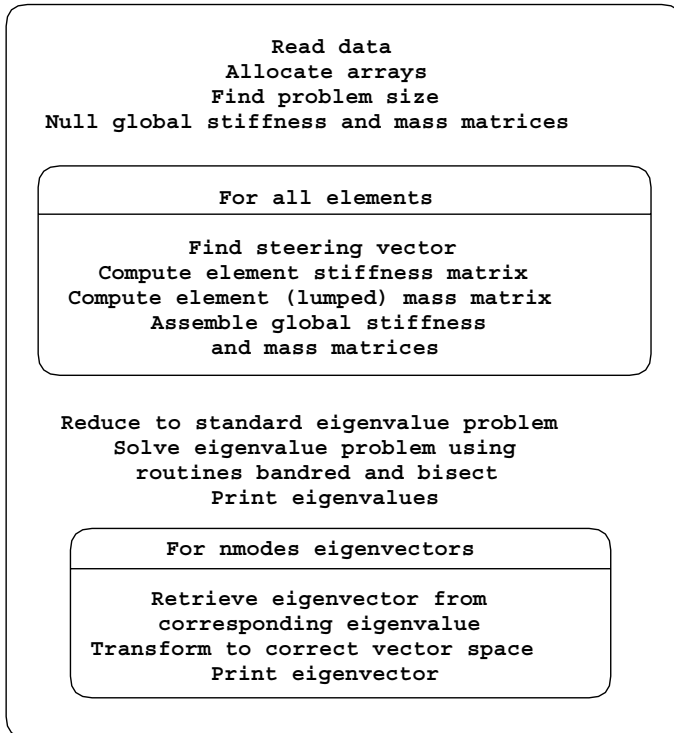 Read data
Allocate arrays
Find problem size
Null global stiffness and mass matrices
For all elements
Find steering vector
Compute element stiffness matrix
Compute element (lumped) mass matrix
Assemble global stiffness
and mass matrices
Reduce to standard eigenvalue problem
Solve eigenvalue problem using
routines bandred and bisect
Print eigenvalues
For nmodes eigenvectors
Retrieve eigenvector from
corresponding eigenvalue
Transform to correct vector space
Print eigenvector